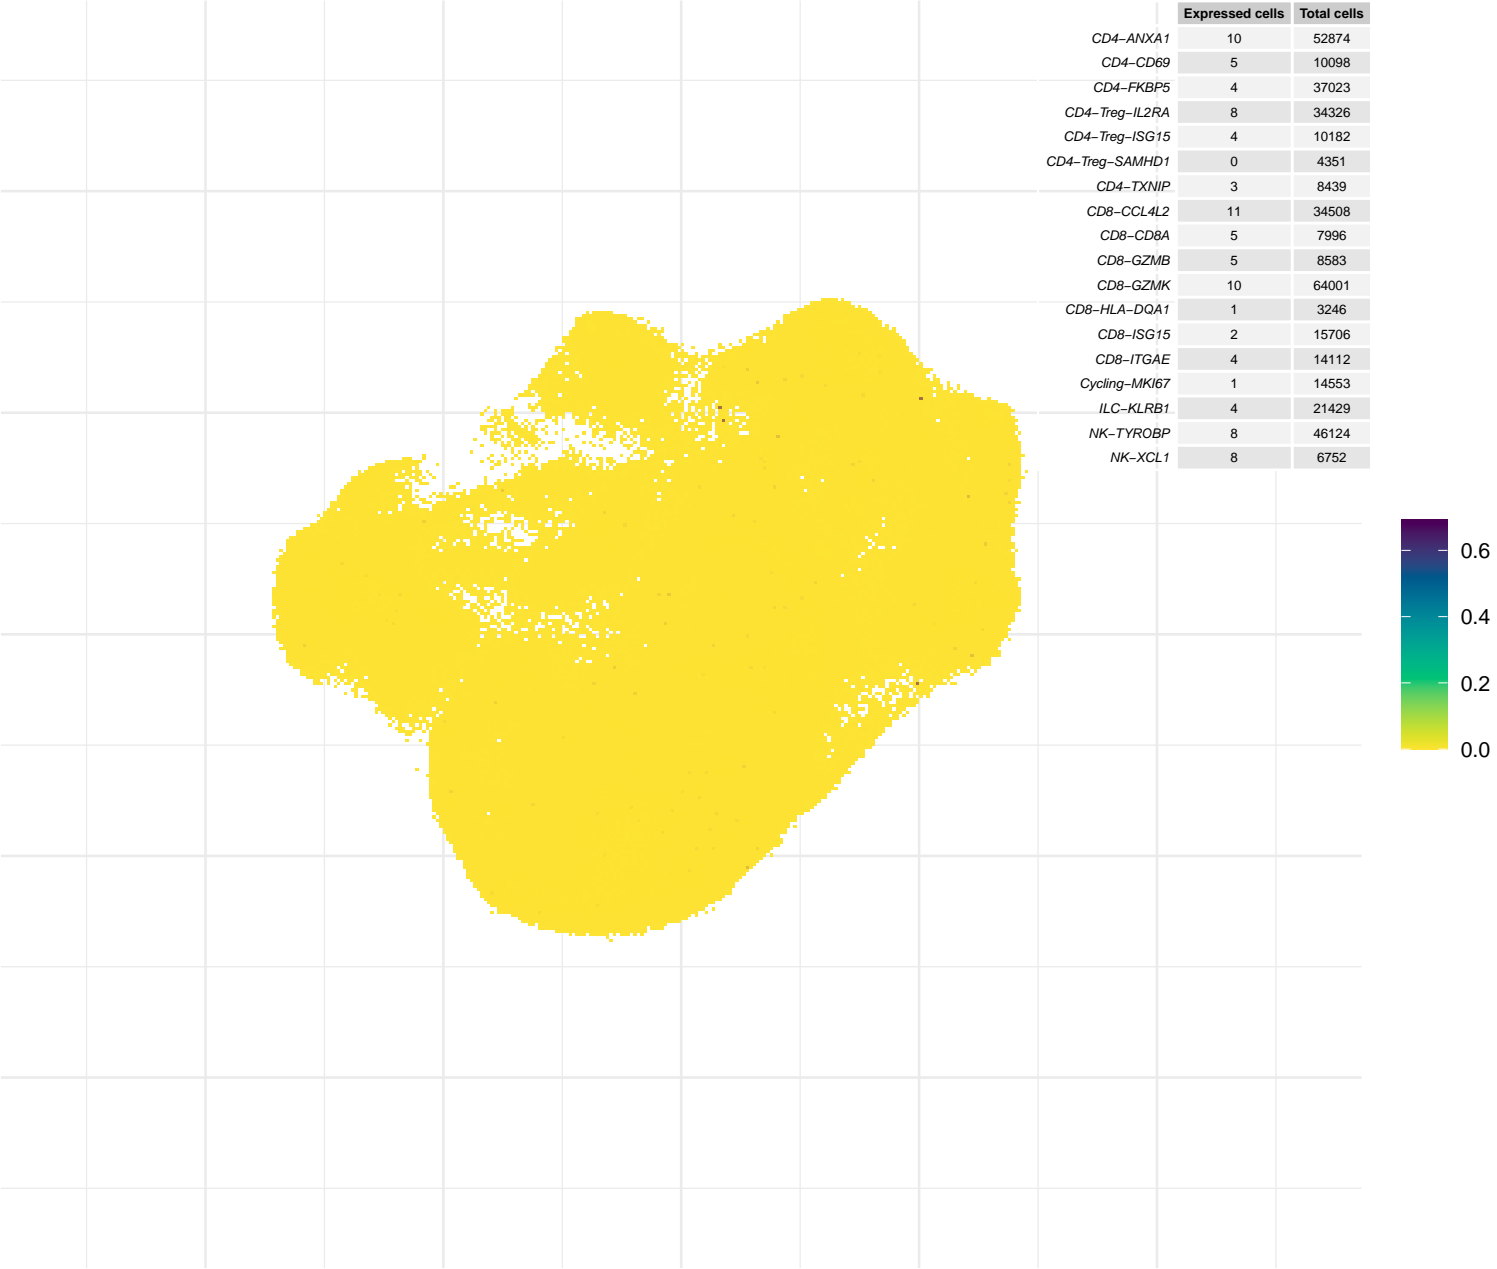 Expressed cells Total cells
CD4−ANXA1 10 52874
CD4−CD69 5 10098
CD4−FKBP5 4 37023
CD4−Treg−IL2RA 8 34326
CD4−Treg−ISG15 4 10182
CD4−Treg−SAMHD1 0 4351
CD4−TXNIP 3 8439
CD8−CCL4L2 11 34508
CD8−CD8A 5 7996
CD8−GZMB 5 8583
CD8−GZMK 10 64001
CD8−HLA−DQA1 1 3246
CD8−ISG15 2 15706
CD8−ITGAE 4 14112
Cycling−MKI67 1 14553
ILC−KLRB1 4 21429
NK−TYROBP 8 46124
NK−XCL1 8 6752
0.6
0.4
0.2
0.0